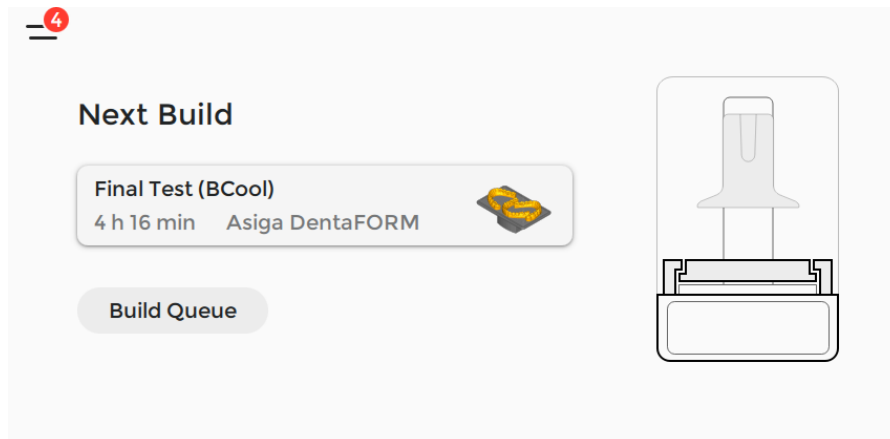 4
Next Build
Final Test (BCool)
4 h 16 min Asiga DentaFORM
Build Queue